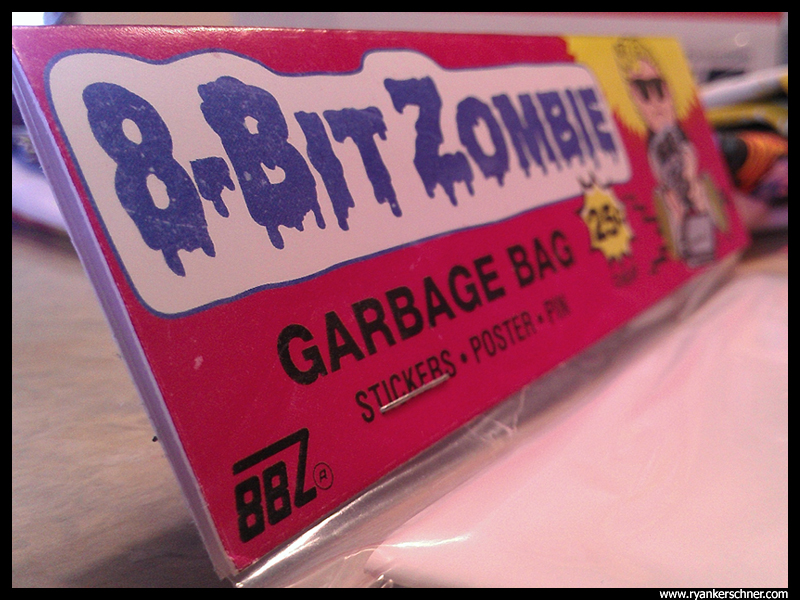 8-BIT ZOMBIE
25¢
GARBAGE BAG
STICKERS • POSTER • PIN
8BZ
www.ryankerschner.com